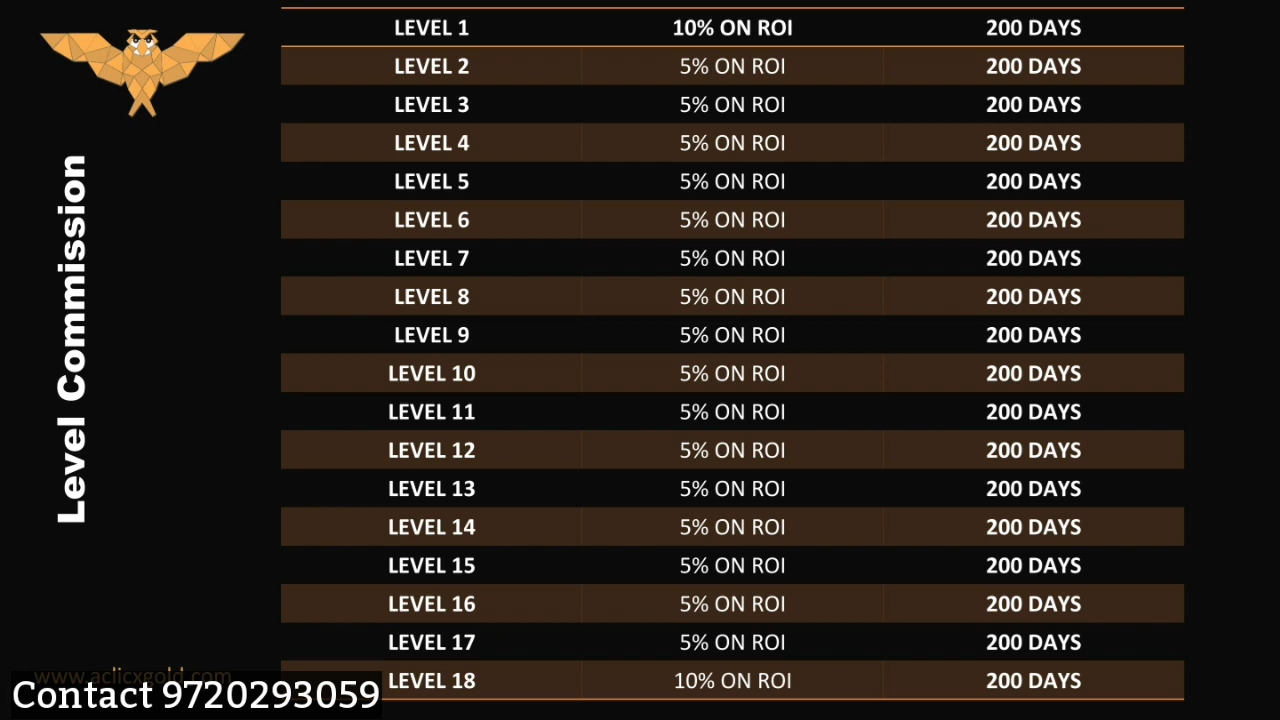 Level Commission
LEVEL 1 10% ON ROI 200 DAYS
LEVEL 2 5% ON ROI 200 DAYS
LEVEL 3 5% ON ROI 200 DAYS
LEVEL 4 5% ON ROI 200 DAYS
LEVEL 5 5% ON ROI 200 DAYS
LEVEL 6 5% ON ROI 200 DAYS
LEVEL 7 5% ON ROI 200 DAYS
LEVEL 8 5% ON ROI 200 DAYS
LEVEL 9 5% ON ROI 200 DAYS
LEVEL 10 5% ON ROI 200 DAYS
LEVEL 11 5% ON ROI 200 DAYS
LEVEL 12 5% ON ROI 200 DAYS
LEVEL 13 5% ON ROI 200 DAYS
LEVEL 14 5% ON ROI 200 DAYS
LEVEL 15 5% ON ROI 200 DAYS
LEVEL 16 5% ON ROI 200 DAYS
LEVEL 17 5% ON ROI 200 DAYS
LEVEL 18 10% ON ROI 200 DAYS
www.aclicxgold.com
Contact 9720293059